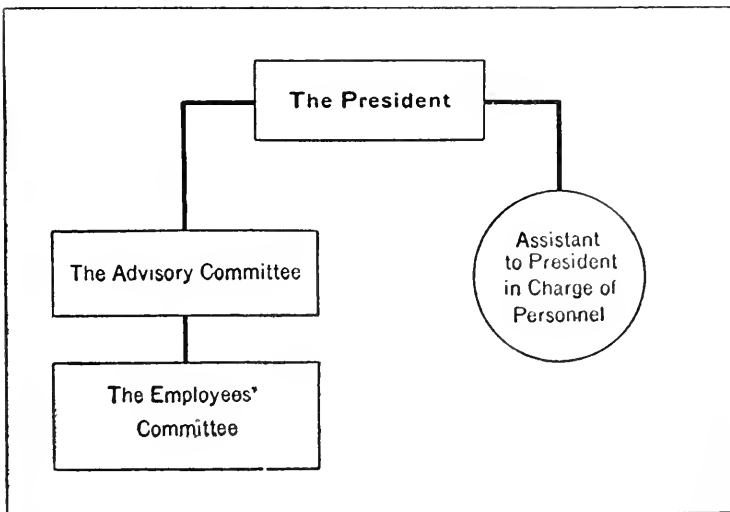 The President
The Advisory Committee
The Employees'
Committee
Assistant
to President
in Charge of
Personnel